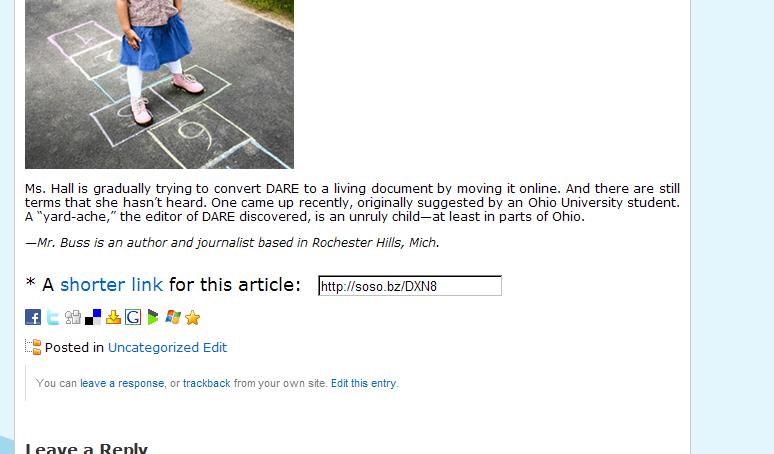 1
2
6
Ms. Hall is gradually trying to convert DARE to a living document by moving it online. And there are still
terms that she hasn’t heard. One came up recently, originally suggested by an Ohio University student.
A “yard-ache,” the editor of DARE discovered, is an unruly child—at least in parts of Ohio.
—Mr. Buss is an author and journalist based in Rochester Hills, Mich.
* A shorter link for this article: http://soso.bz/DXN8
Posted in Uncategorized Edit
You can leave a response, or trackback from your own site. Edit this entry.
Leave a Reply